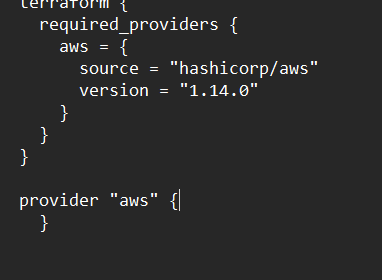 terraform {
  required_providers {
    aws = {
      source = "hashicorp/aws"
      version = "1.14.0"
    }
  }
}

provider "aws" {
  }